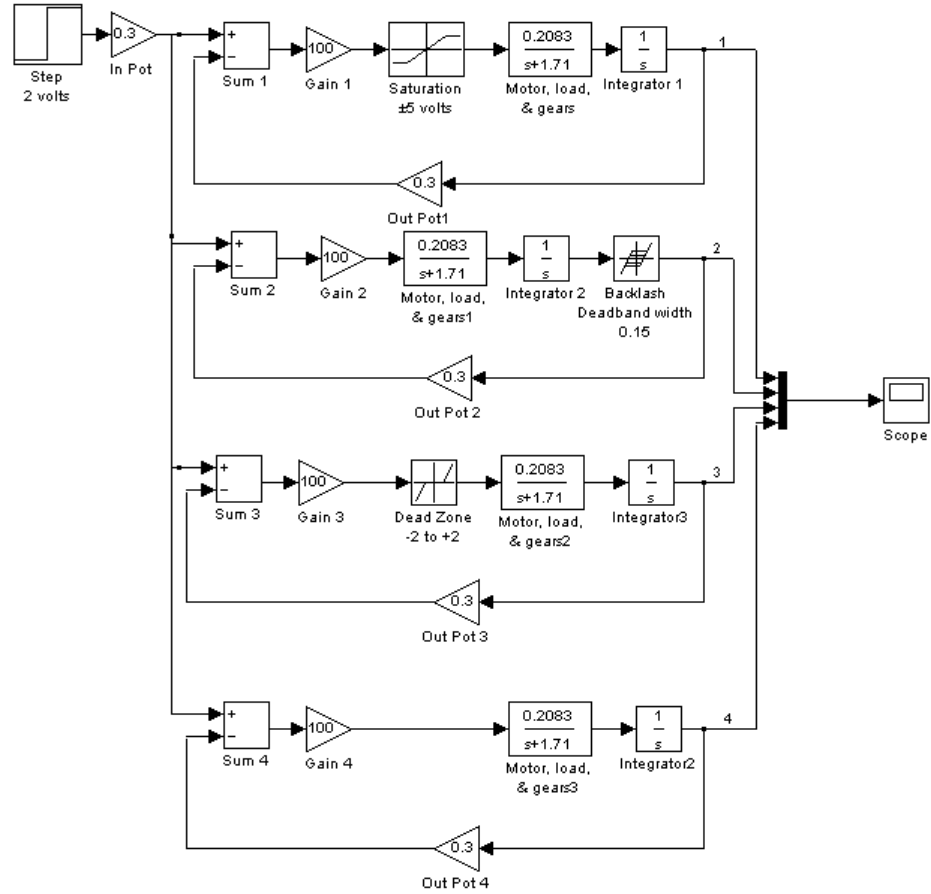 Step
2 volts
0.3
In Pot
+
−
Sum 1
100
Gain 1
Saturation
±5 volts
0.2083
s+1.71
Motor, load,
& gears
1
s
Integrator 1
1
0.3
Out Pot1
+
−
Sum 2
100
Gain 2
0.2083
s+1.71
Motor, load,
& gears1
1
s
Integrator 2
Backlash
Deadband width
0.15
2
0.3
Out Pot 2
Scope
+
−
Sum 3
100
Gain 3
Dead Zone
-2 to +2
0.2083
s+1.71
Motor, load,
& gears2
1
s
Integrator3
3
0.3
Out Pot 3
+
−
Sum 4
100
Gain 4
0.2083
s+1.71
Motor, load,
& gears3
1
s
Integrator2
4
0.3
Out Pot 4